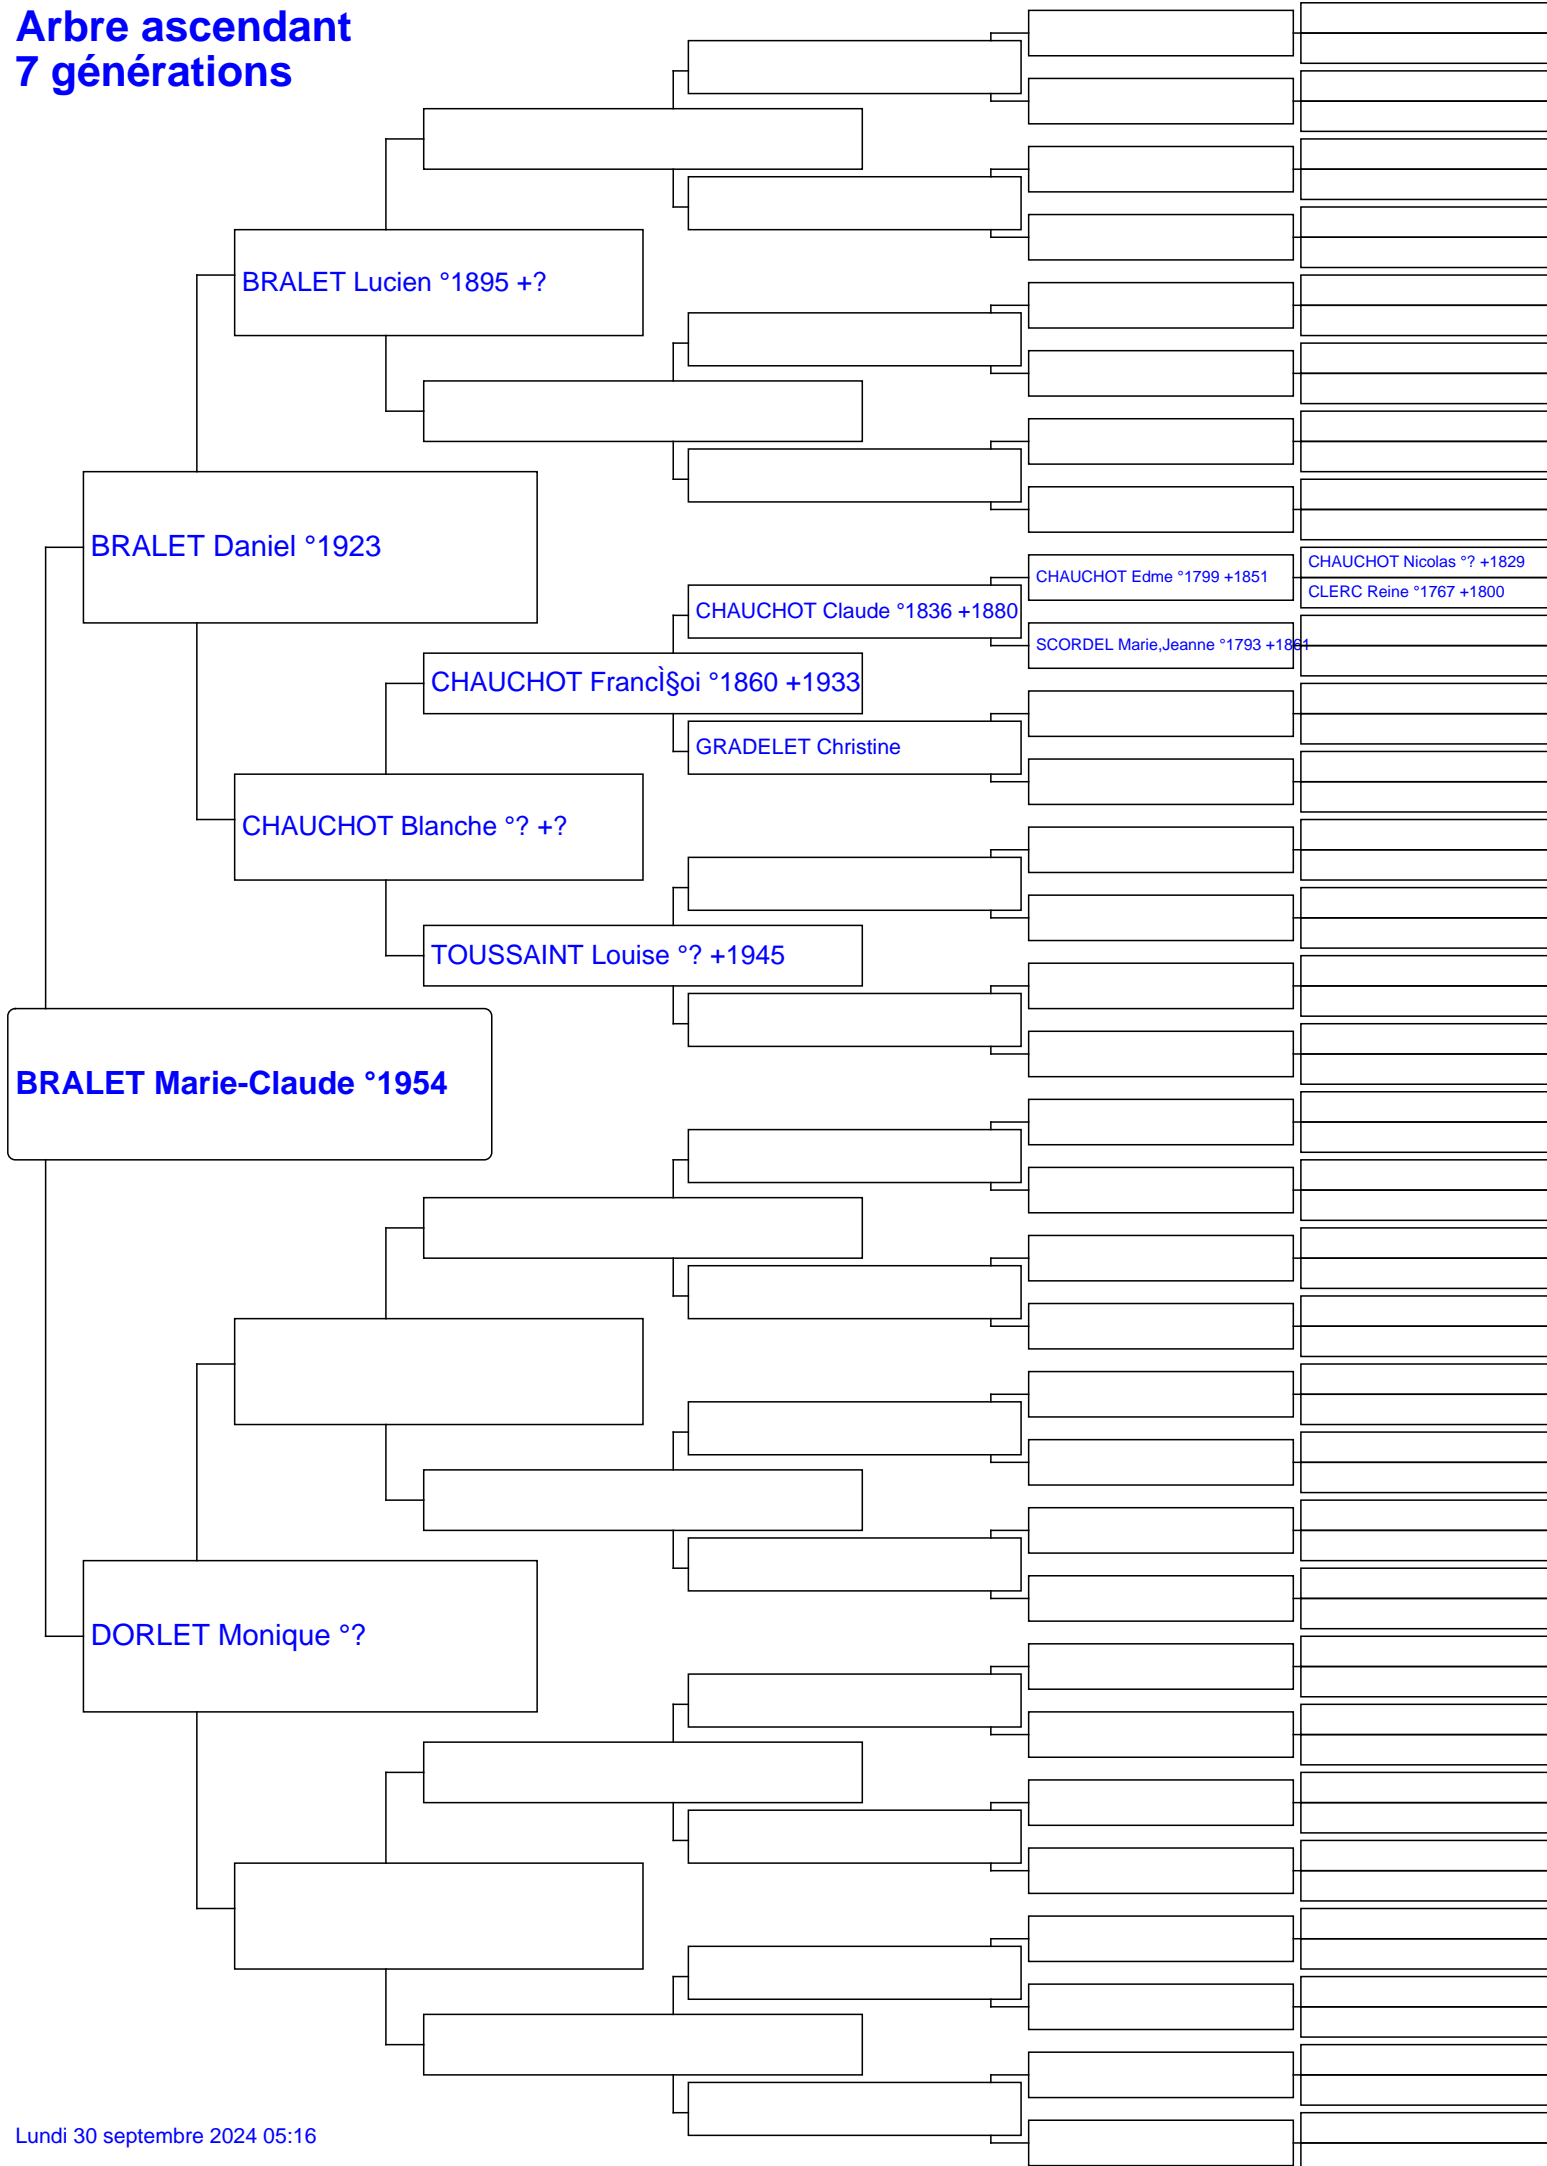 Arbre ascendant
7 générations
BRALET Lucien °1895 +?
BRALET Daniel °1923
CHAUCHOT Nicolas °? +1829
CHAUCHOT Edme °1799 +1851
CLERC Reine °1767 +1800
CHAUCHOT Claude °1836 +1880
SCORDEL Marie,Jeanne °1793 +1861
CHAUCHOT FrancÌ§oi °1860 +1933
GRADELET Christine
CHAUCHOT Blanche °? +?
TOUSSAINT Louise °? +1945
BRALET Marie-Claude °1954
DORLET Monique °?
Lundi 30 septembre 2024 05:16